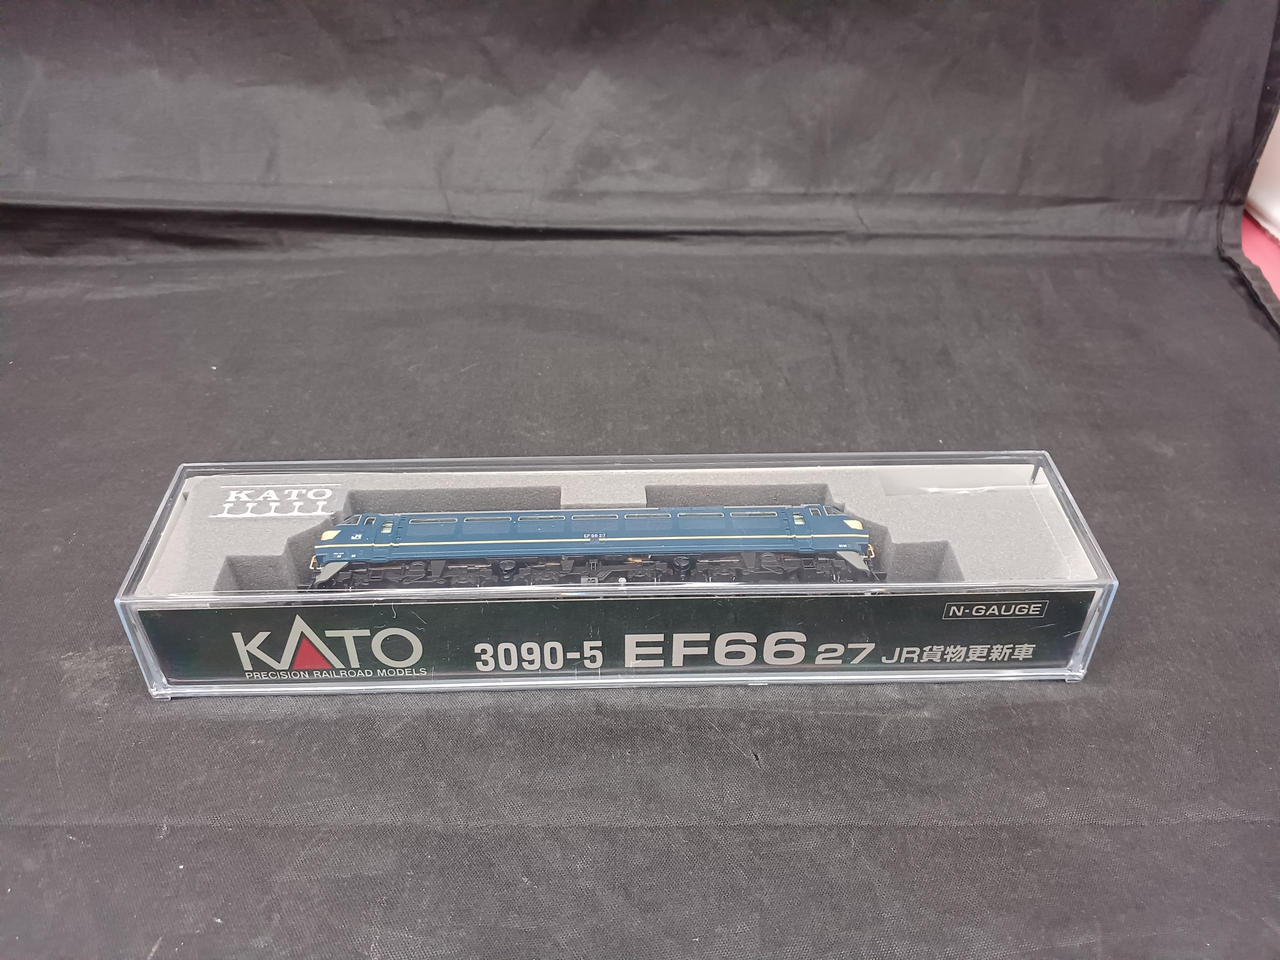 KATO
JR
EF66 27
N-GAUGE
KATO
PRECISION RAILROAD MODELS
3090-5 EF66 27 JR貨物更新車